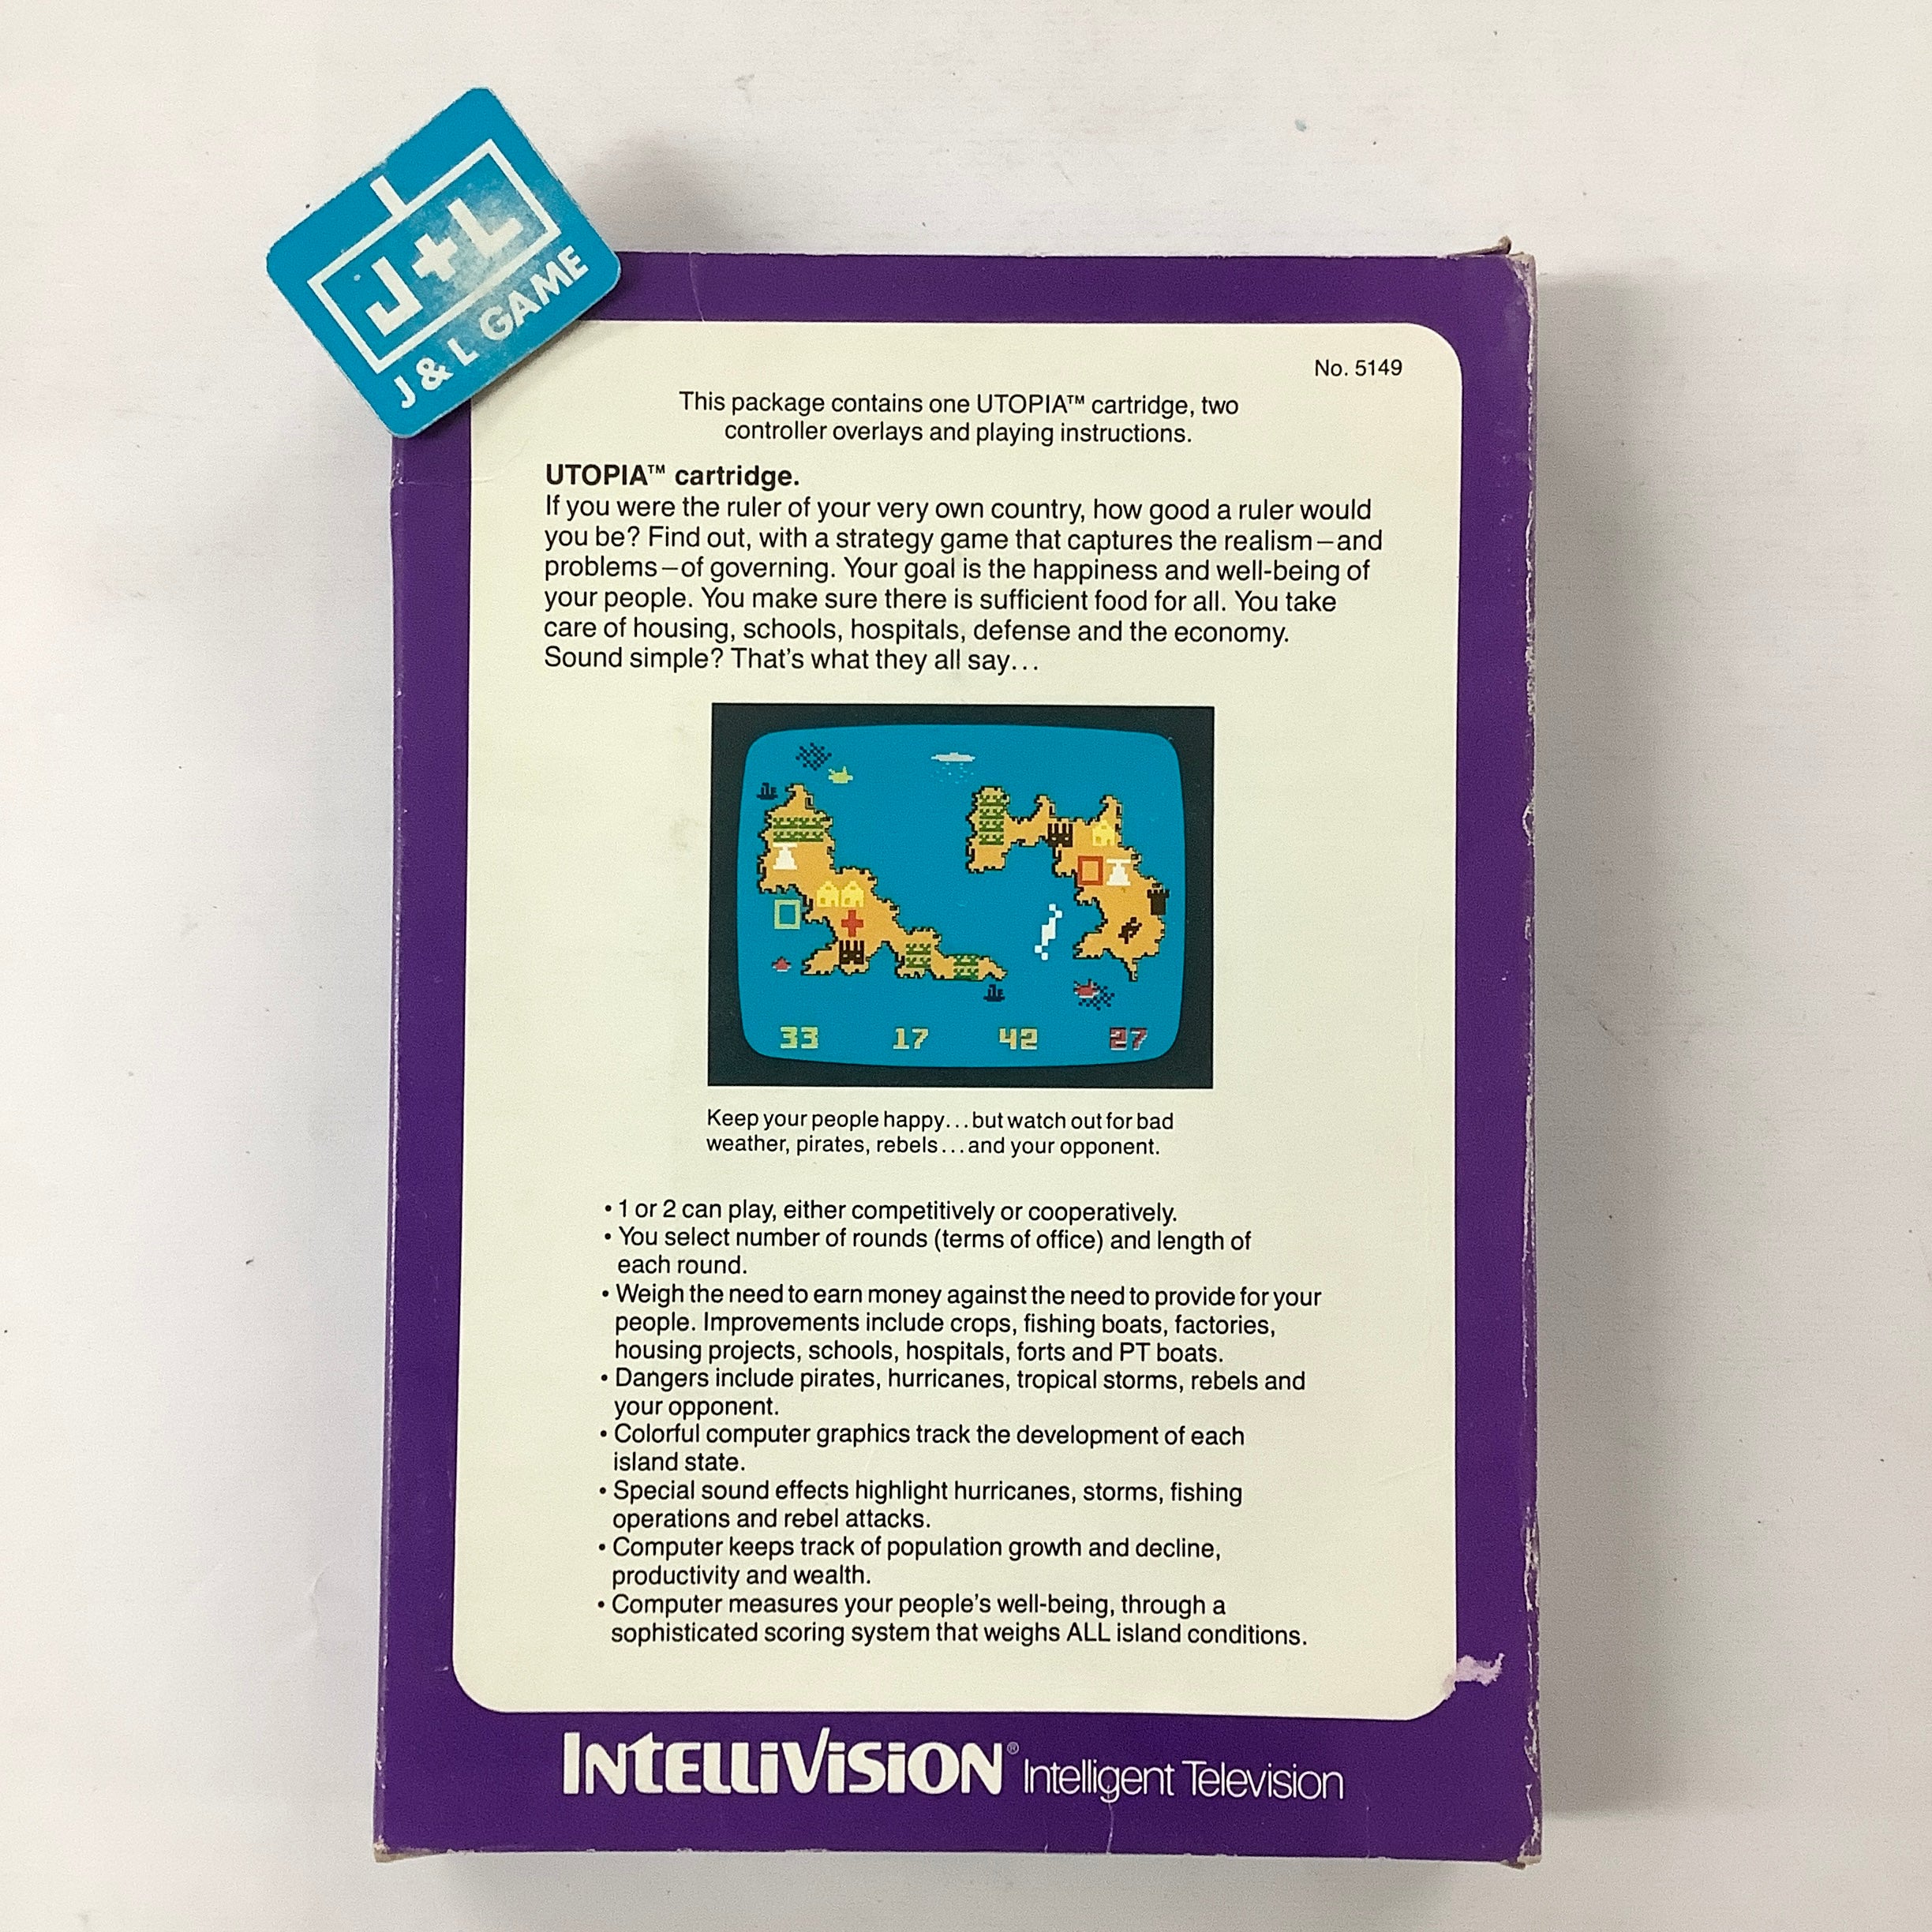 J+L
J & L GAME
No. 5149
This package contains one UTOPIA™ cartridge, two
controller overlays and playing instructions.
UTOPIA™ cartridge.
If you were the ruler of your very own country, how good a ruler would
you be? Find out, with a strategy game that captures the realism—and
problems—of governing. Your goal is the happiness and well-being of
your people. You make sure there is sufficient food for all. You take
care of housing, schools, hospitals, defense and the economy.
Sound simple? That's what they all say...
33 17 42 27
Keep your people happy...but watch out for bad
weather, pirates, rebels...and your opponent.
• 1 or 2 can play, either competitively or cooperatively.
• You select number of rounds (terms of office) and length of
each round.
• Weigh the need to earn money against the need to provide for your
people. Improvements include crops, fishing boats, factories,
housing projects, schools, hospitals, forts and PT boats.
• Dangers include pirates, hurricanes, tropical storms, rebels and
your opponent.
• Colorful computer graphics track the development of each
island state.
• Special sound effects highlight hurricanes, storms, fishing
operations and rebel attacks.
• Computer keeps track of population growth and decline,
productivity and wealth.
• Computer measures your people's well-being, through a
sophisticated scoring system that weighs ALL island conditions.
INTELLiViSiON® Intelligent Television